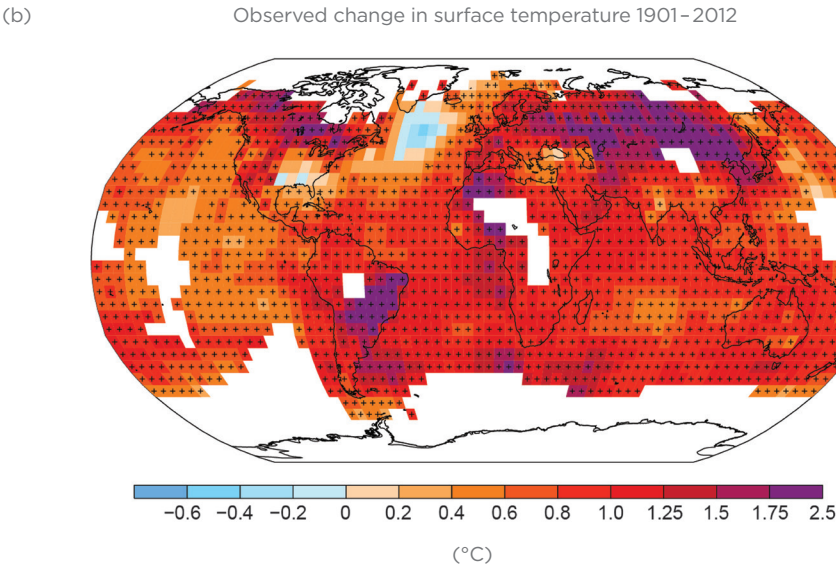 (b) Observed change in surface temperature 1901–2012
−0.6 −0.4 −0.2 0 0.2 0.4 0.6 0.8 1.0 1.25 1.5 1.75 2.5
(°C)